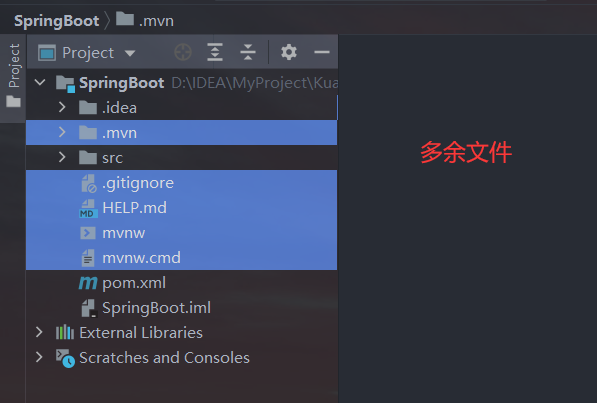 SpringBoot
.mvn
Project
Project
SpringBoot D:\IDEA\MyProject\Kua
.idea
.mvn
src
.gitignore
MD HELP.md
mvnw
mvnw.cmd
m pom.xml
SpringBoot.iml
External Libraries
Scratches and Consoles
多余文件